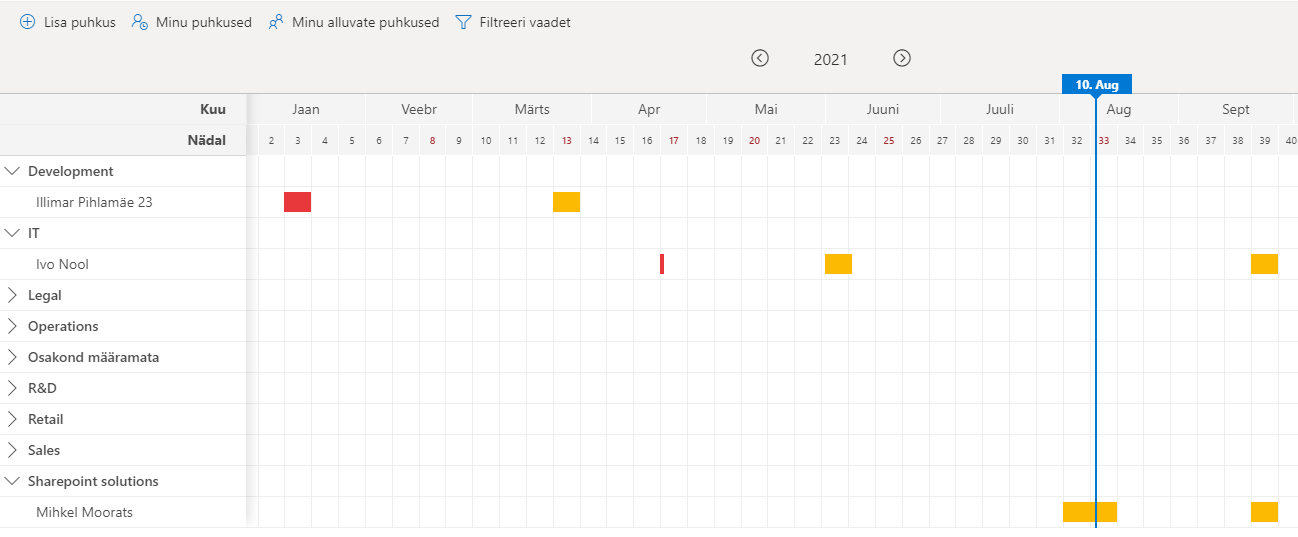 Lisa puhkus Minu puhkused Minu alluvate puhkused Filtreeri vaadet
2021
10. Aug
Kuu Jaan Veebr Märts Apr Mai Juuni Juuli Aug Sept
Nädal 2 3 4 5 6 7 8 9 10 11 12 13 14 15 16 17 18 19 20 21 22 23 24 25 26 27 28 29 30 31 32 33 34 35 36 37 38 39 40
Development
Illimar Pihlamäe 23
IT
Ivo Nool
Legal
Operations
Osakond määramata
R&D
Retail
Sales
Sharepoint solutions
Mihkel Moorats